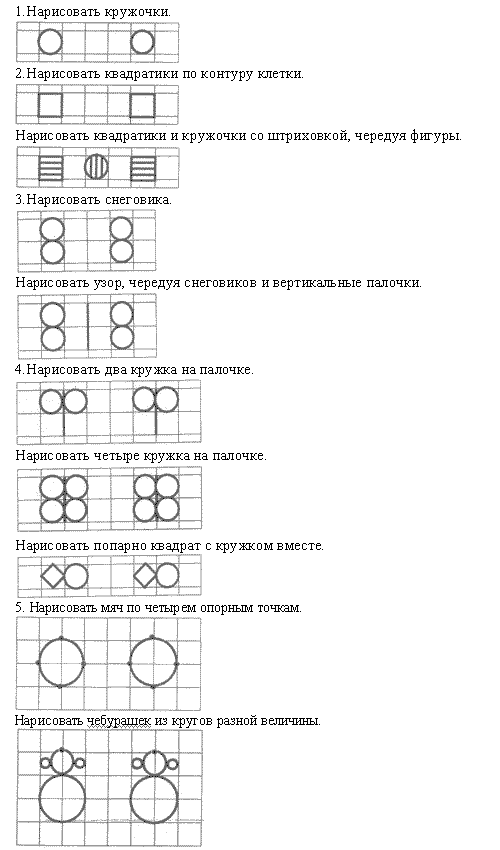 1.Нарисовать кружочки.
2.Нарисовать квадратики по контуру клетки.
Нарисовать квадратики и кружочки со штриховкой, чередуя фигуры.
3.Нарисовать снеговика.
Нарисовать узор, чередуя снеговиков и вертикальные палочки.
4.Нарисовать два кружка на палочке.
Нарисовать четыре кружка на палочке.
Нарисовать попарно квадрат с кружком вместе.
5. Нарисовать мяч по четырем опорным точкам.
Нарисовать чебурашек из кругов разной величины.